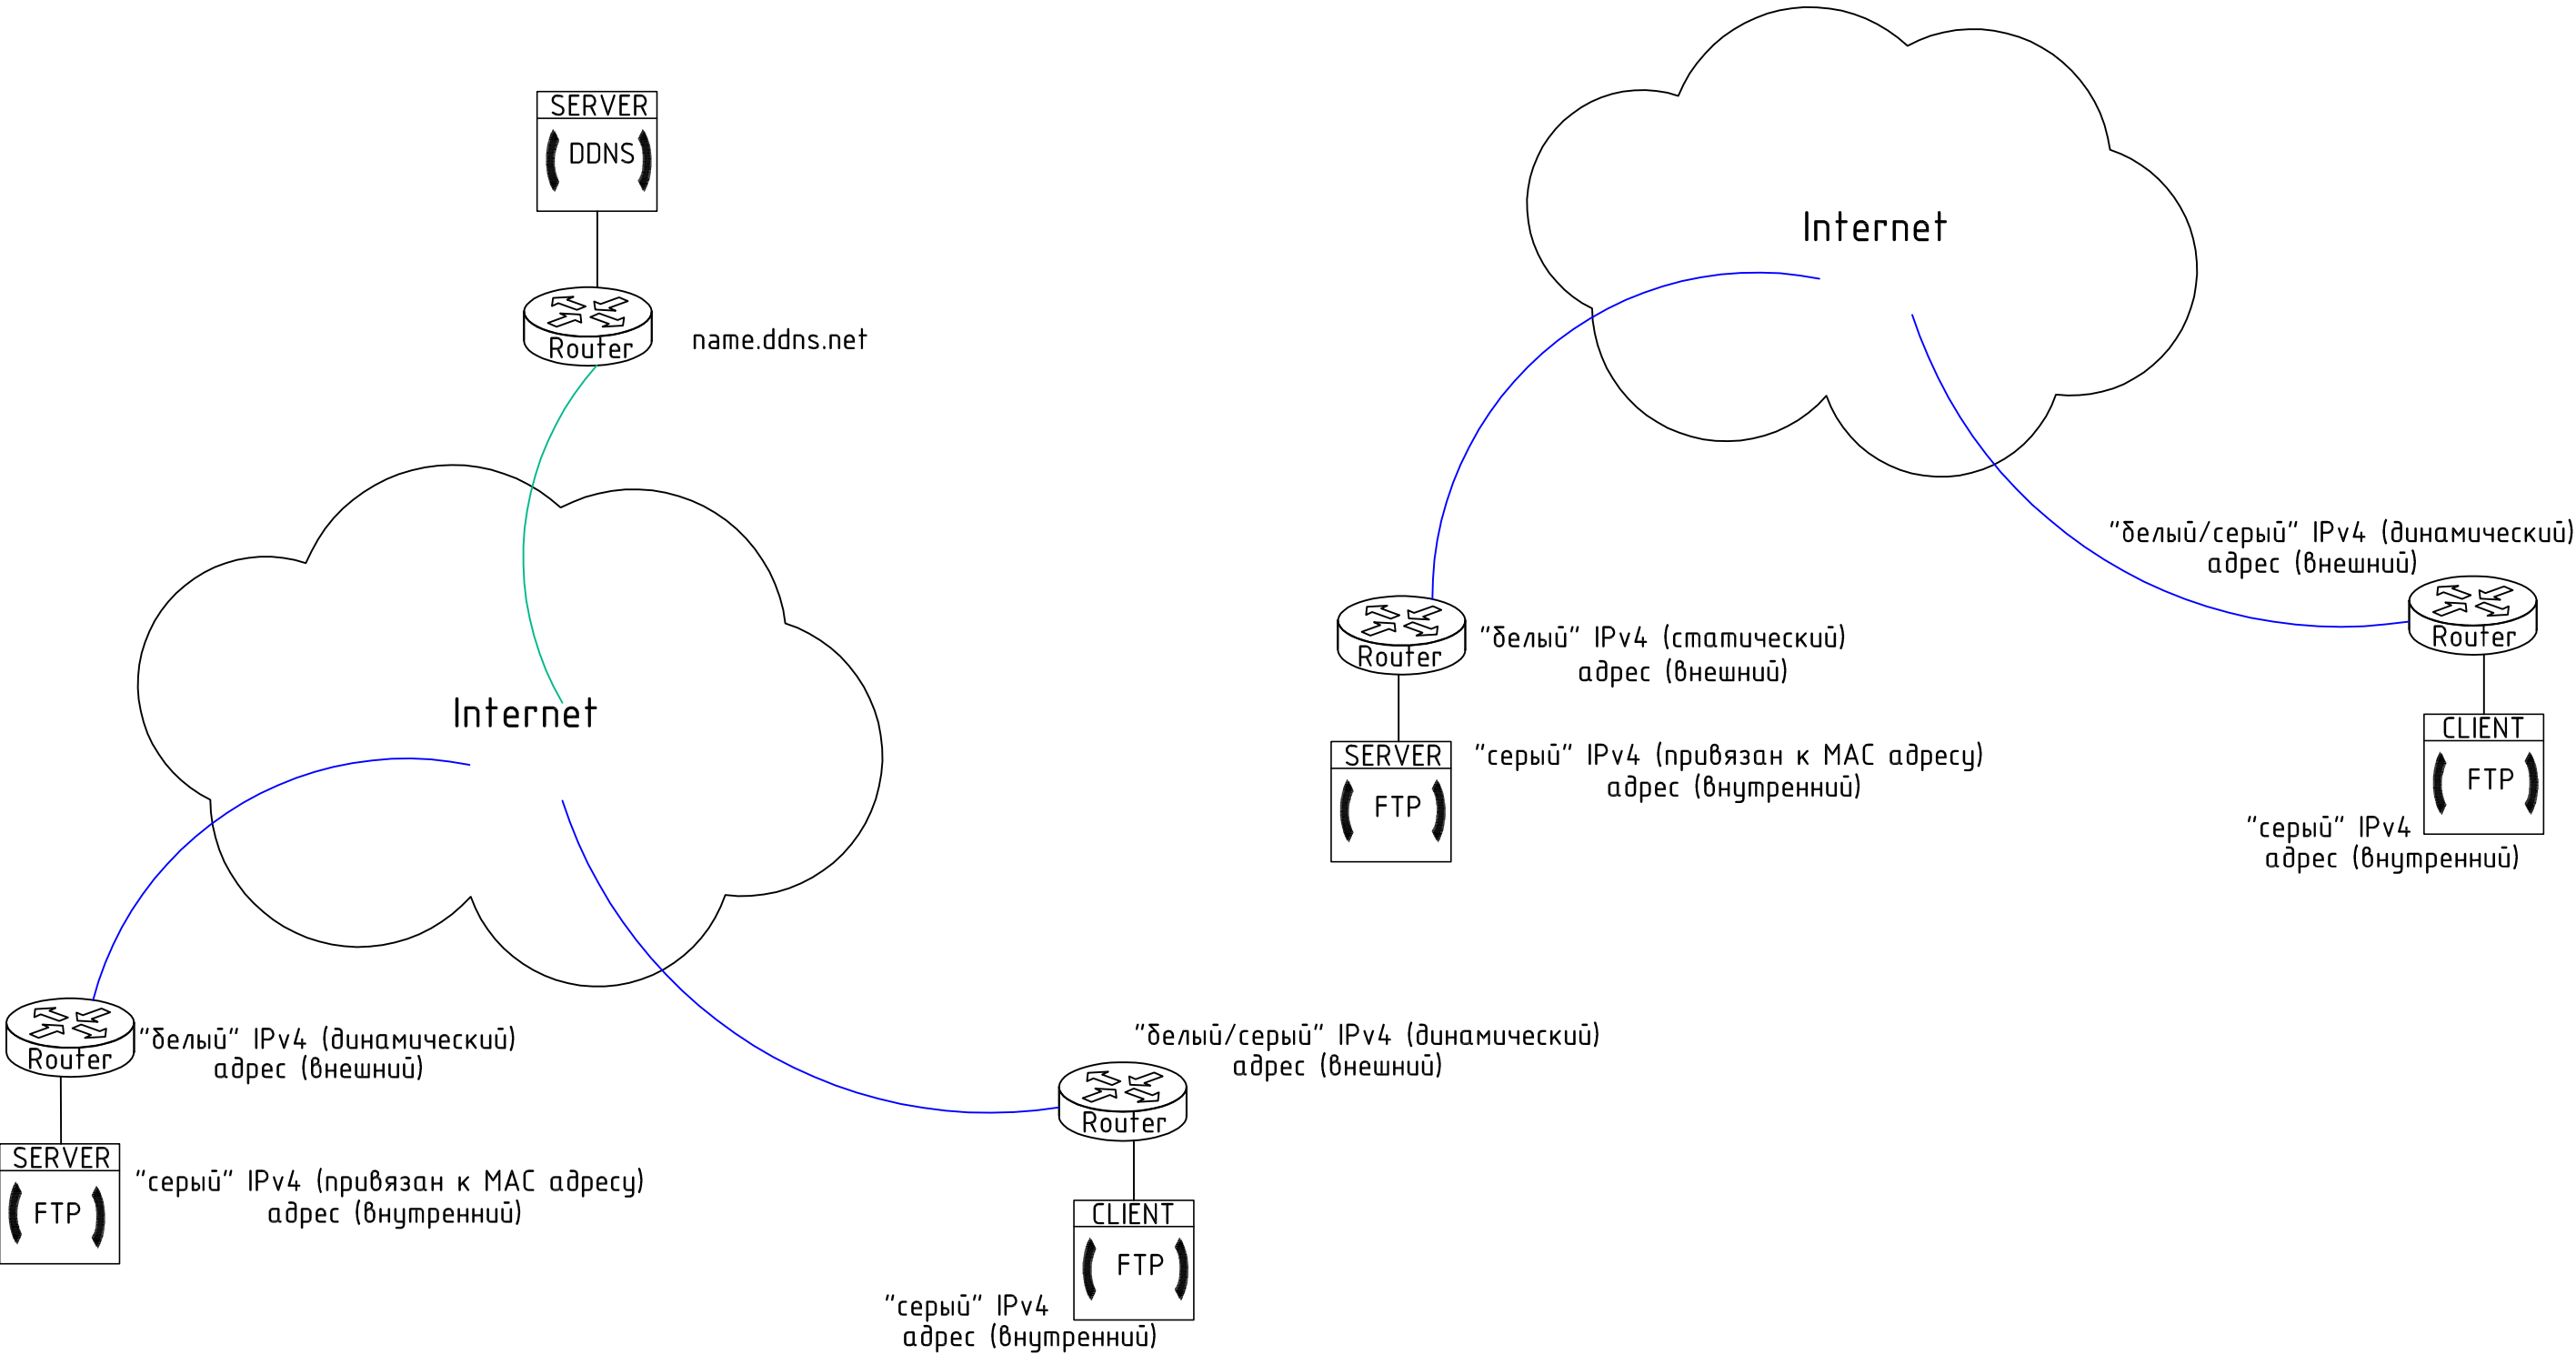 SERVER
DDNS
Router
name.ddns.net
Internet
Router
"белый" IPv4 (динамический)
адрес (внешний)
SERVER
FTP
"серый" IPv4 (привязан к MAC адресу)
адрес (внутренний)
"белый/серый" IPv4 (динамический)
адрес (внешний)
Router
CLIENT
FTP
"серый" IPv4
адрес (внутренний)
Internet
Router
"белый" IPv4 (статический)
адрес (внешний)
SERVER
FTP
"серый" IPv4 (привязан к MAC адресу)
адрес (внутренний)
"белый/серый" IPv4 (динамический)
адрес (внешний)
Router
CLIENT
FTP
"серый" IPv4
адрес (внутренний)